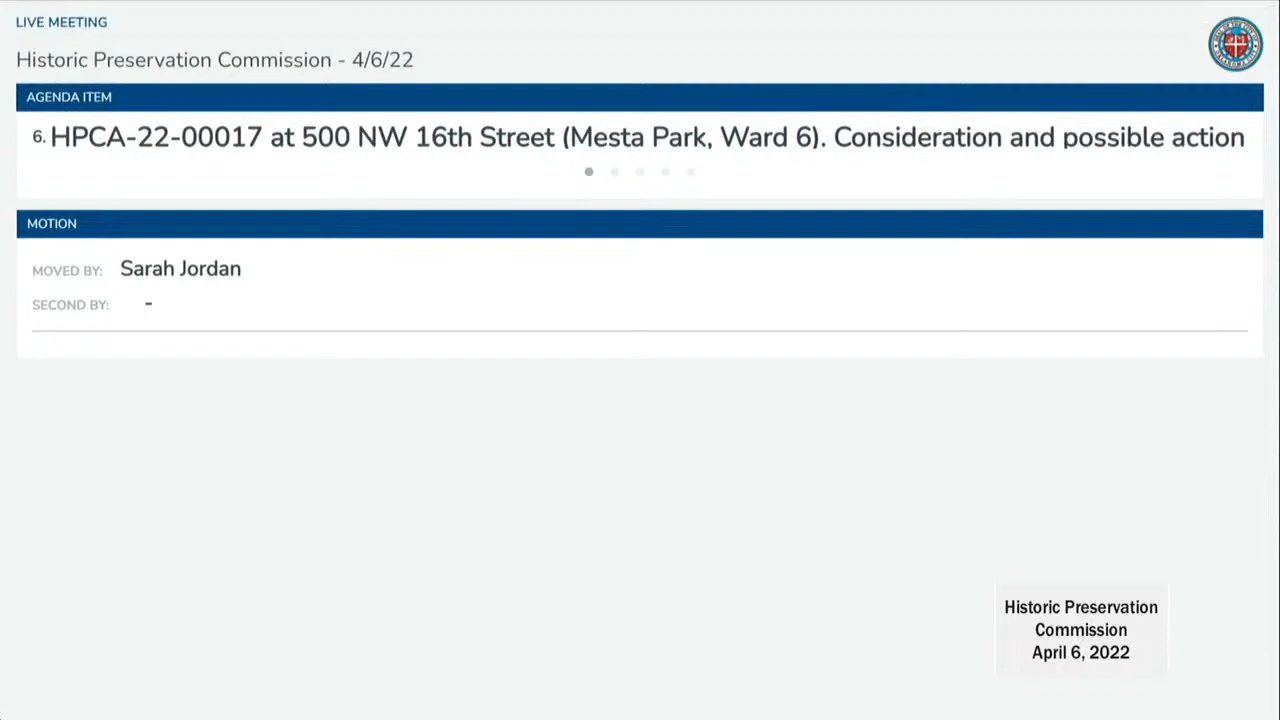 LIVE MEETING
Historic Preservation Commission - 4/6/22
AGENDA ITEM
6. HPCA-22-00017 at 500 NW 16th Street (Mesta Park, Ward 6). Consideration and possible action
MOTION
MOVED BY: Sarah Jordan
SECOND BY: -
Historic Preservation
Commission
April 6, 2022